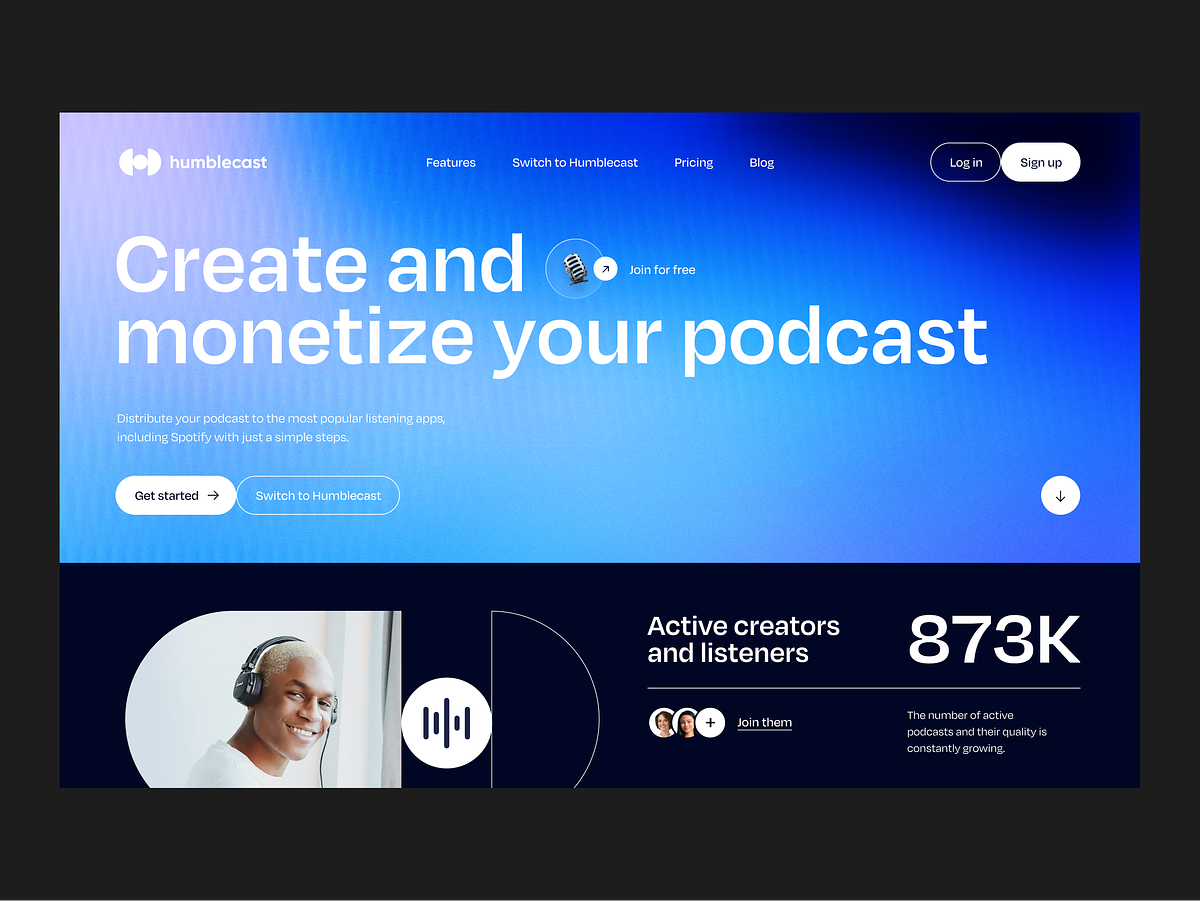 humblecast
Features
Switch to Humblecast
Pricing
Blog
Log in
Sign up
Create and
Join for free
monetize your podcast
Distribute your podcast to the most popular listening apps,
including Spotify with just a simple steps.
Get started
Switch to Humblecast
Active creators
and listeners
873K
Join them
The number of active
podcasts and their quality is
constantly growing.